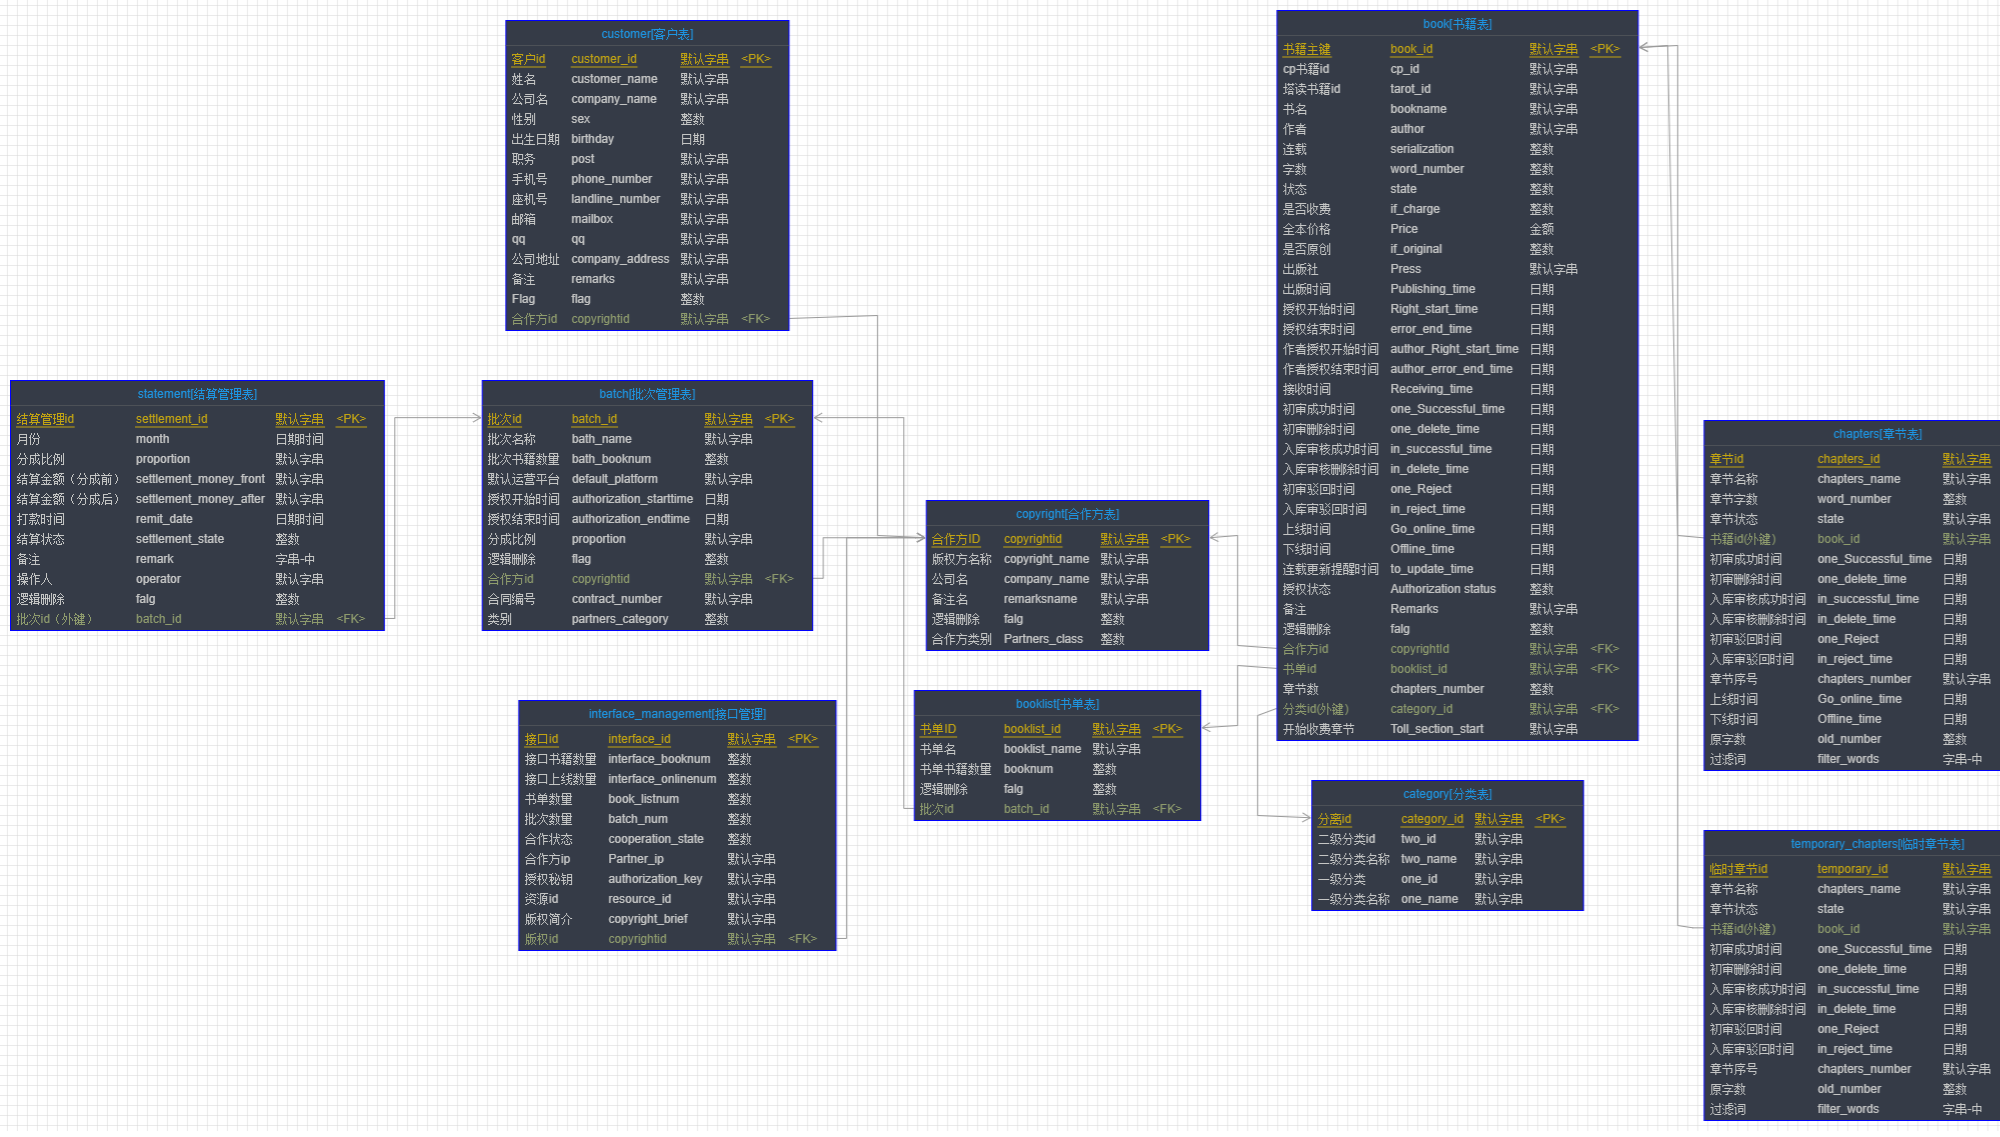 customer[客户表]
客户id customer_id 默认字串 <PK>
姓名 customer_name 默认字串
公司名 company_name 默认字串
性别 sex 整数
出生日期 birthday 日期
职务 post 默认字串
手机号 phone_number 默认字串
座机号 landline_number 默认字串
邮箱 mailbox 默认字串
qq qq 默认字串
公司地址 company_address 默认字串
备注 remarks 默认字串
Flag flag 整数
合作方id copyrightid 默认字串 <FK>
statement[结算管理表]
结算管理id settlement_id 默认字串 <PK>
月份 month 日期时间
分成比例 proportion 默认字串
结算金额（分成前） settlement_money_front 默认字串
结算金额（分成后） settlement_money_after 默认字串
打款时间 remit_date 日期时间
结算状态 settlement_state 整数
备注 remark 字串-中
操作人 operator 默认字串
逻辑删除 falg 整数
批次id（外键） batch_id 默认字串 <FK>
batch[批次管理表]
批次id batch_id 默认字串 <PK>
批次名称 bath_name 默认字串
批次书籍数量 bath_booknum 整数
默认运营平台 default_platform 默认字串
授权开始时间 authorization_starttime 日期
授权结束时间 authorization_endtime 日期
分成比例 proportion 默认字串
逻辑删除 flag 整数
合作方id copyrightid 默认字串 <FK>
合同编号 contract_number 默认字串
类别 partners_category 整数
interface_management[接口管理]
接口id interface_id 默认字串 <PK>
接口书籍数量 interface_booknum 整数
接口上线数量 interface_onlinenum 整数
书单数量 book_listnum 整数
批次数量 batch_num 整数
合作状态 cooperation_state 整数
合作方ip Partner_ip 默认字串
授权秘钥 authorization_key 默认字串
资源id resource_id 默认字串
版权简介 copyright_brief 默认字串
版权id copyrightid 默认字串 <FK>
copyright[合作方表]
合作方ID copyrightid 默认字串 <PK>
版权方名称 copyright_name 默认字串
公司名 company_name 默认字串
备注名 remarksname 默认字串
逻辑删除 falg 整数
合作方类别 Partners_class 整数
booklist[书单表]
书单ID booklist_id 默认字串 <PK>
书单名 booklist_name 默认字串
书单书籍数量 booknum 整数
逻辑删除 falg 整数
批次id batch_id 默认字串 <FK>
book[书籍表]
书籍主键 book_id 默认字串 <PK>
cp书籍id cp_id 默认字串
塔读书籍id tarot_id 默认字串
书名 bookname 默认字串
作者 author 默认字串
连载 serialization 整数
字数 word_number 整数
状态 state 整数
是否收费 if_charge 整数
全本价格 Price 金额
是否原创 if_original 整数
出版社 Press 默认字串
出版时间 Publishing_time 日期
授权开始时间 Right_start_time 日期
授权结束时间 error_end_time 日期
作者授权开始时间 author_Right_start_time 日期
作者授权结束时间 author_error_end_time 日期
接收时间 Receiving_time 日期
初审成功时间 one_Successful_time 日期
初审删除时间 one_delete_time 日期
入库审核成功时间 in_successful_time 日期
入库审核删除时间 in_delete_time 日期
初审驳回时间 one_Reject 日期
入库审驳回时间 in_reject_time 日期
上线时间 Go_online_time 日期
下线时间 Offline_time 日期
连载更新提醒时间 to_update_time 日期
授权状态 Authorization status 整数
备注 Remarks 默认字串
逻辑删除 falg 整数
合作方id copyrightId 默认字串 <FK>
书单id booklist_id 默认字串 <FK>
章节数 chapters_number 整数
分类id(外键) category_id 默认字串 <FK>
开始收费章节 Toll_section_start 默认字串
category[分类表]
分离id category_id 默认字串 <PK>
二级分类id two_id 默认字串
二级分类名称 two_name 默认字串
一级分类 one_id 默认字串
一级分类名称 one_name 默认字串
chapters[章节表]
章节id chapters_id 默认字串
章节名称 chapters_name 默认字串
章节字数 word_number 整数
章节状态 state 默认字串
书籍id(外键) book_id 默认字串
初审成功时间 one_Successful_time 日期
初审删除时间 one_delete_time 日期
入库审核成功时间 in_successful_time 日期
入库审核删除时间 in_delete_time 日期
初审驳回时间 one_Reject 日期
入库审驳回时间 in_reject_time 日期
章节序号 chapters_number 默认字串
上线时间 Go_online_time 日期
下线时间 Offline_time 日期
原字数 old_number 整数
过滤词 filter_words 字串-中
temporary_chapters[临时章节表]
临时章节id temporary_id 默认字串
章节名称 chapters_name 默认字串
章节状态 state 默认字串
书籍id(外键) book_id 默认字串
初审成功时间 one_Successful_time 日期
初审删除时间 one_delete_time 日期
入库审核成功时间 in_successful_time 日期
入库审核删除时间 in_delete_time 日期
初审驳回时间 one_Reject 日期
入库审驳回时间 in_reject_time 日期
章节序号 chapters_number 默认字串
原字数 old_number 整数
过滤词 filter_words 字串-中